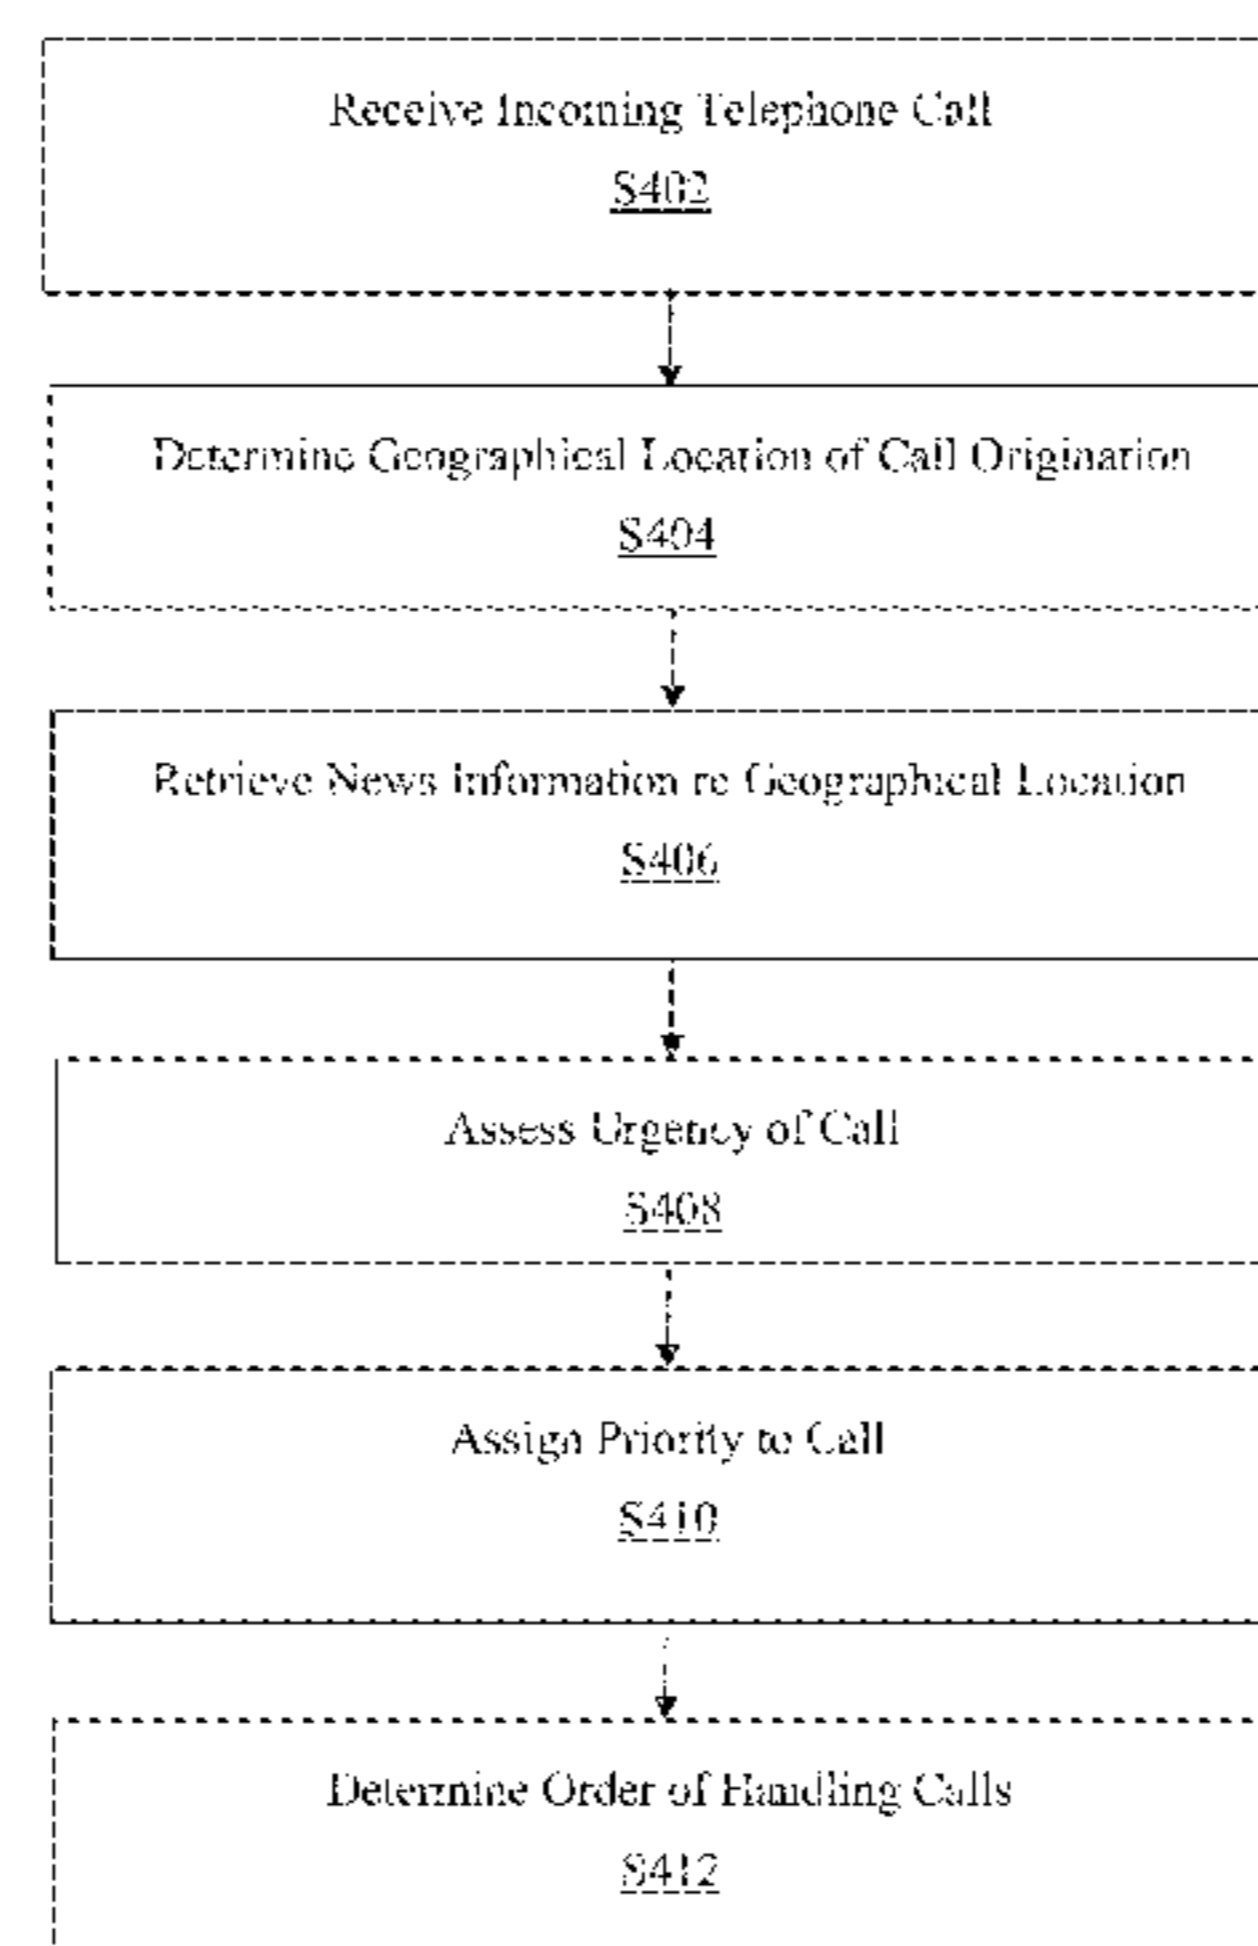 Receive Incoming Telephone Call
S402
Determine Geographical Location of Call Origination
S404
Retrieve News Information re Geographical Location
S406
Assess Urgency of Call
S408
Assign Priority to Call
S410
Determine Order of Handling Calls
S412